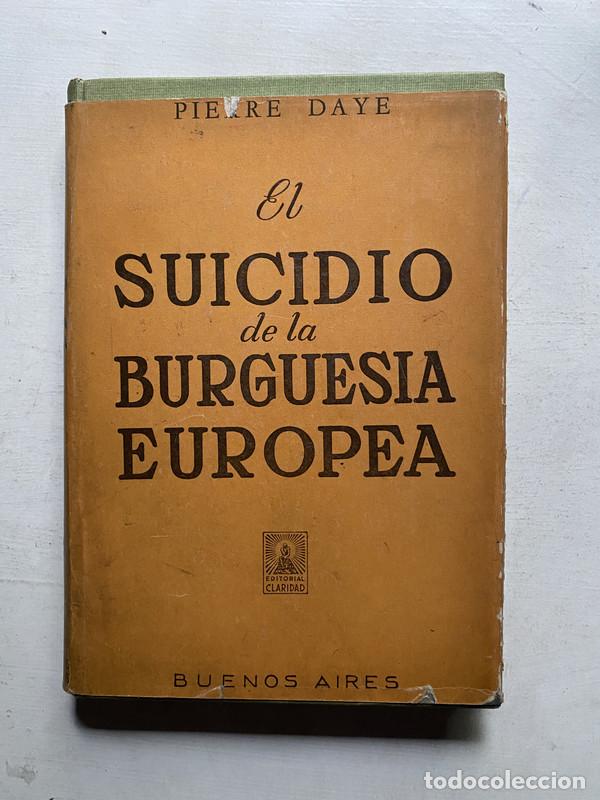 PIERRE DAYE
El
SUICIDIO
de la
BURGUESIA
EUROPEA
EDITORIAL
CLARIDAD
BUENOS AIRES
todocoleccion